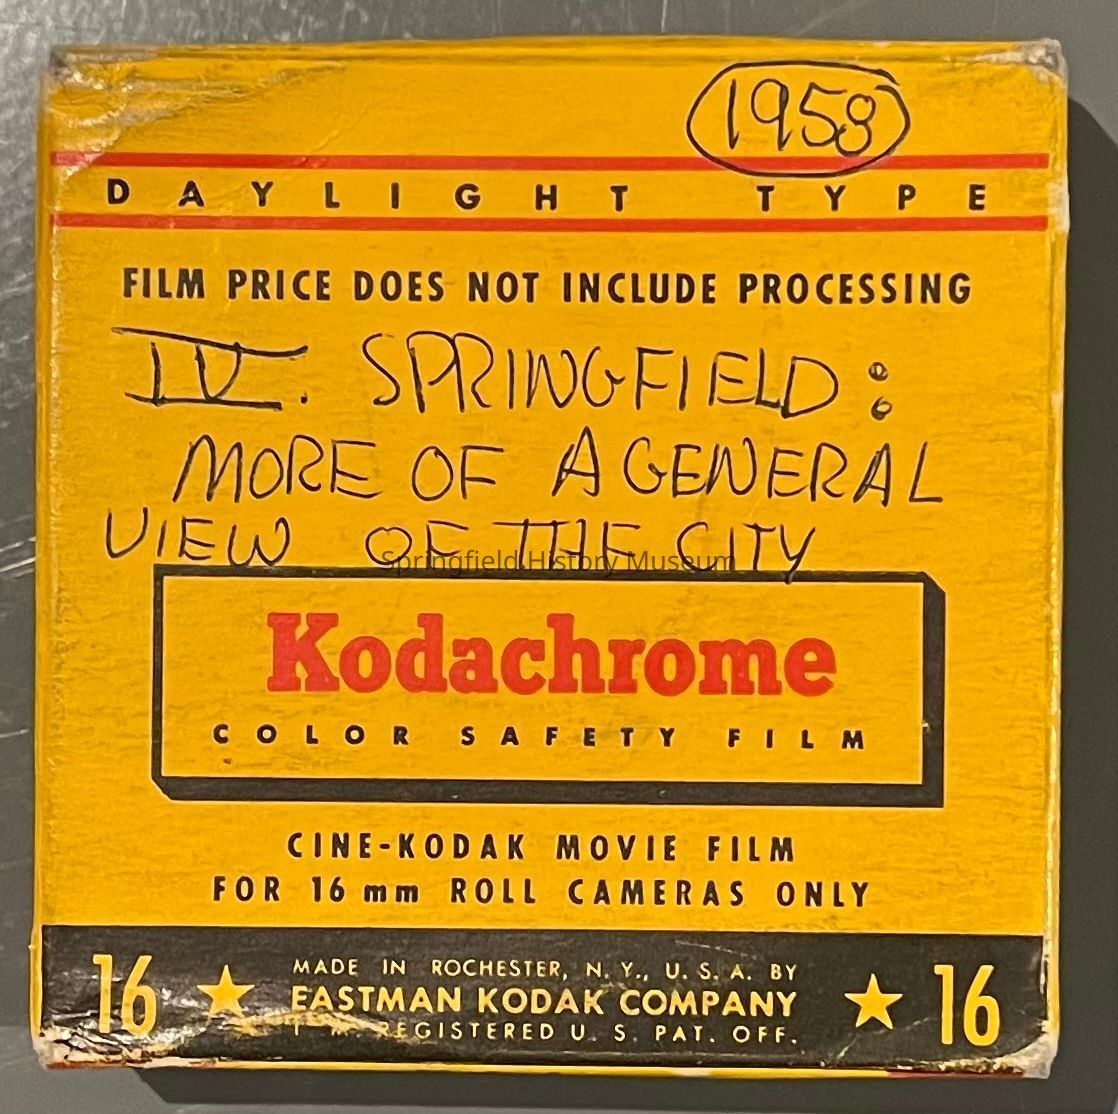 1958
DAYLIGHT TYPE
FILM PRICE DOES NOT INCLUDE PROCESSING
IV. SPRINGFIELD:
MORE OF A GENERAL
VIEW OF THE CITY
Springfield History Museum
Kodachrome
COLOR SAFETY FILM
CINE-KODAK MOVIE FILM
FOR 16 mm ROLL CAMERAS ONLY
16 ★ MADE IN ROCHESTER, N. Y., U. S. A. BY ★ 16
EASTMAN KODAK COMPANY
T. M. REGISTERED U. S. PAT. OFF.